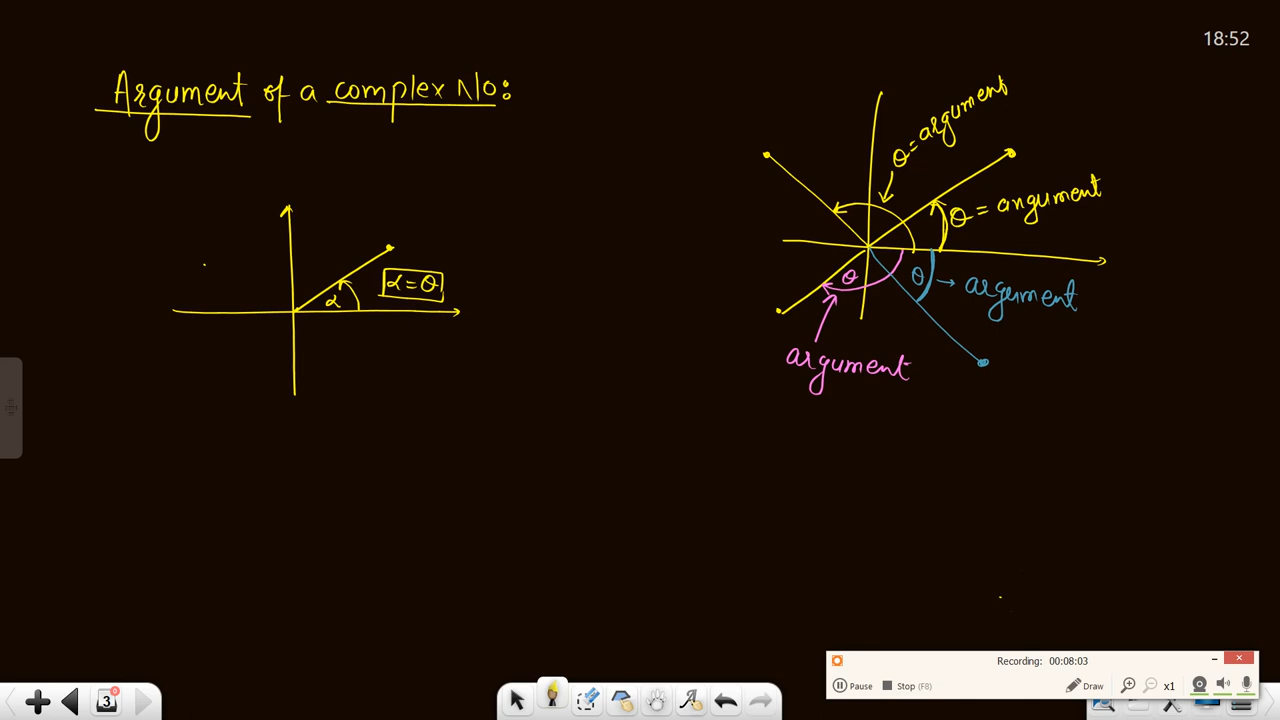 18:52
Argument of a complex No:
θ = argument
θ = argument
α
α = θ
θ
θ → argument
argument
Recording: 00:08:03
Pause
Stop (F8)
Draw
x1
3
0